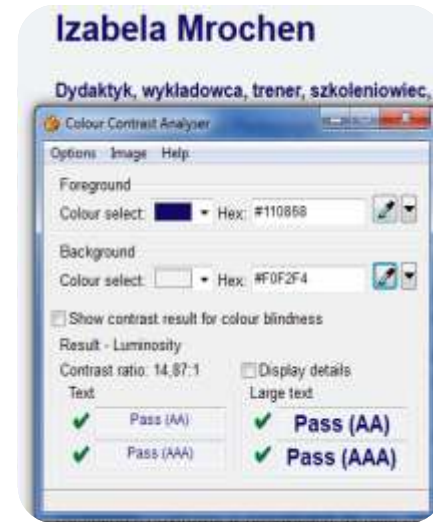 Izabela Mrochen
Dydaktyk, wykładowca, trener, szkoleniowiec,
Colour Contrast Analyser
Options Image Help
Foreground
Colour select: Hex: #110868
Background
Colour select: Hex: #F0F2F4
Show contrast result for colour blindness
Result - Luminosity
Contrast ratio: 14,87:1 Display details
Text Large text
Pass (AA) Pass (AA)
Pass (AAA) Pass (AAA)